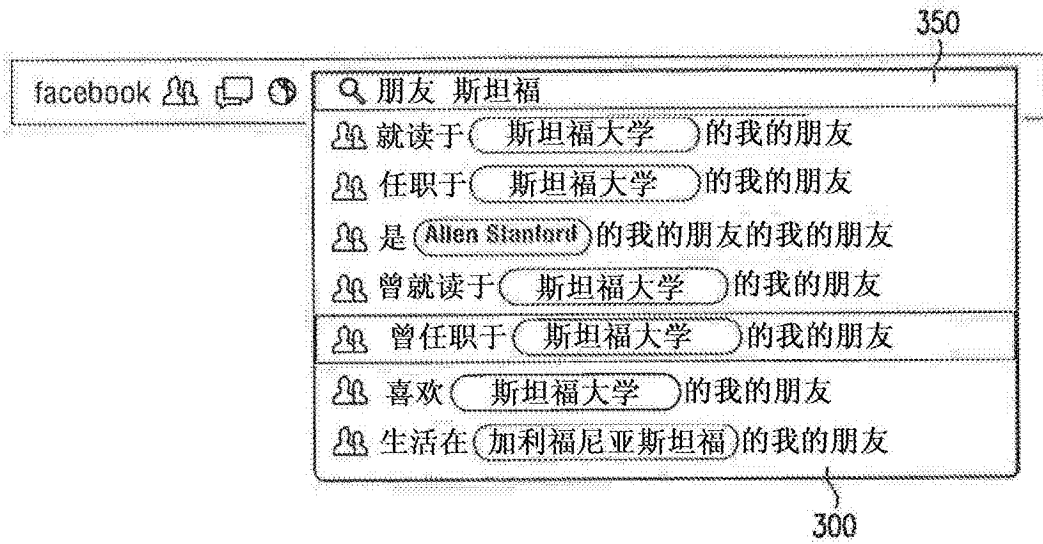 350
facebook 朋友 斯坦福
就读于 斯坦福大学 的我的朋友
任职于 斯坦福大学 的我的朋友
是 Allen Stanford 的我的朋友的我的朋友
曾就读于 斯坦福大学 的我的朋友
曾任职于 斯坦福大学 的我的朋友
喜欢 斯坦福大学 的我的朋友
生活在 加利福尼亚斯坦福 的我的朋友
300